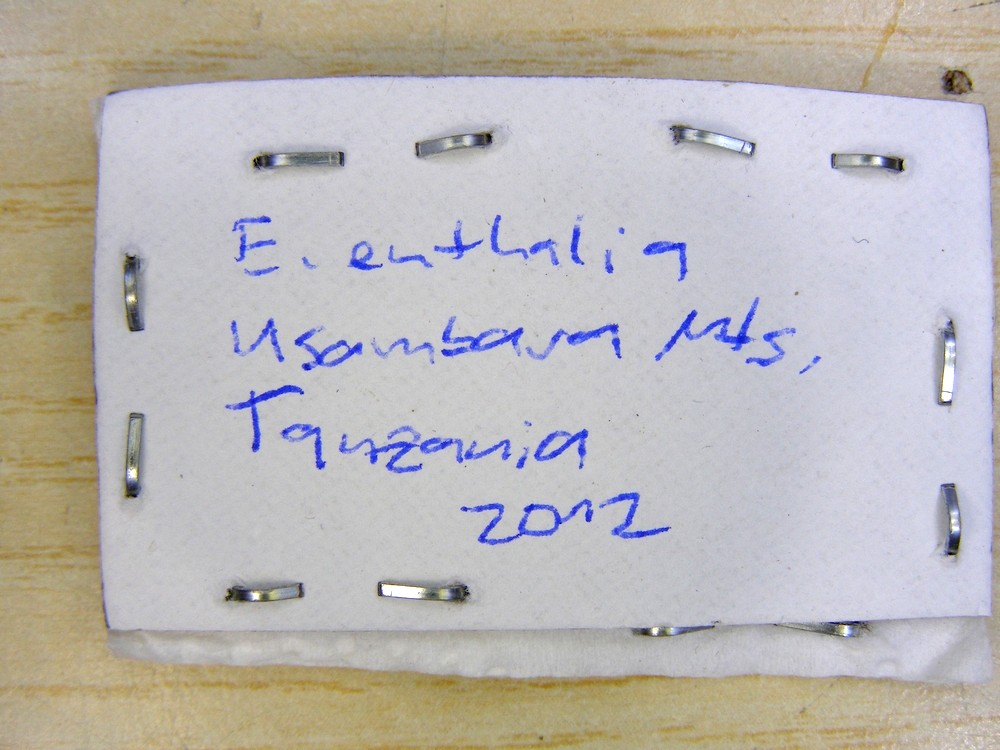 E. euthalia
Usambara Mts,
Tanzania
2012